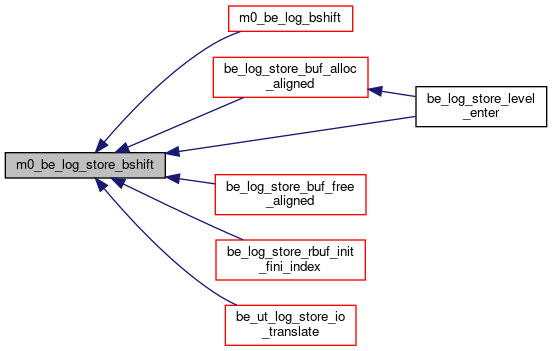 m0_be_log_bshift
be_log_store_buf_alloc
_aligned
be_log_store_level
_enter
m0_be_log_store_bshift
be_log_store_buf_free
_aligned
be_log_store_rbuf_init
_fini_index
be_ut_log_store_io
_translate